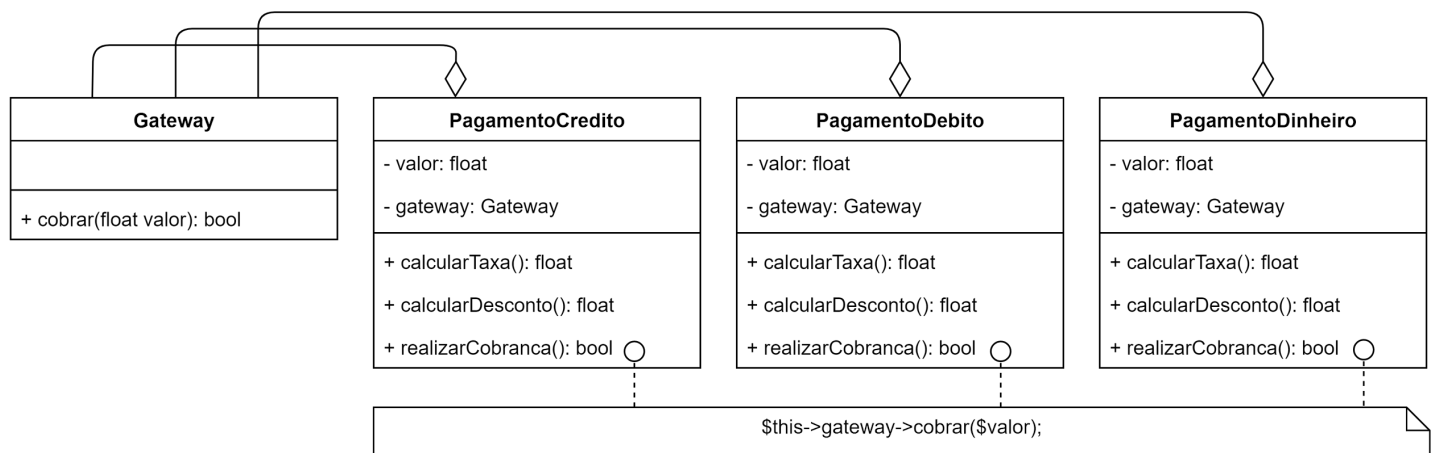 Gateway
+ cobrar(float valor): bool
PagamentoCredito
- valor: float
- gateway: Gateway
+ calcularTaxa(): float
+ calcularDesconto(): float
+ realizarCobranca(): bool
PagamentoDebito
- valor: float
- gateway: Gateway
+ calcularTaxa(): float
+ calcularDesconto(): float
+ realizarCobranca(): bool
PagamentoDinheiro
- valor: float
- gateway: Gateway
+ calcularTaxa(): float
+ calcularDesconto(): float
+ realizarCobranca(): bool
$this->gateway->cobrar($valor);